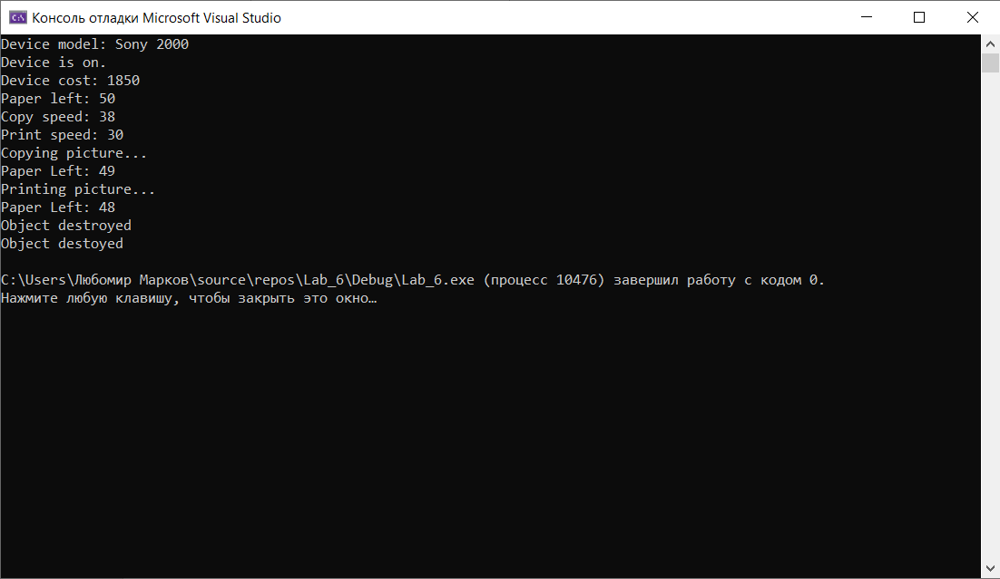 Консоль отладки Microsoft Visual Studio
Device model: Sony 2000
Device is on.
Device cost: 1850
Paper left: 50
Copy speed: 38
Print speed: 30
Copying picture...
Paper Left: 49
Printing picture...
Paper Left: 48
Object destroyed
Object destoyed
C:\Users\Любомир Марков\source\repos\Lab_6\Debug\Lab_6.exe (процесс 10476) завершил работу с кодом 0.
Нажмите любую клавишу, чтобы закрыть это окно…